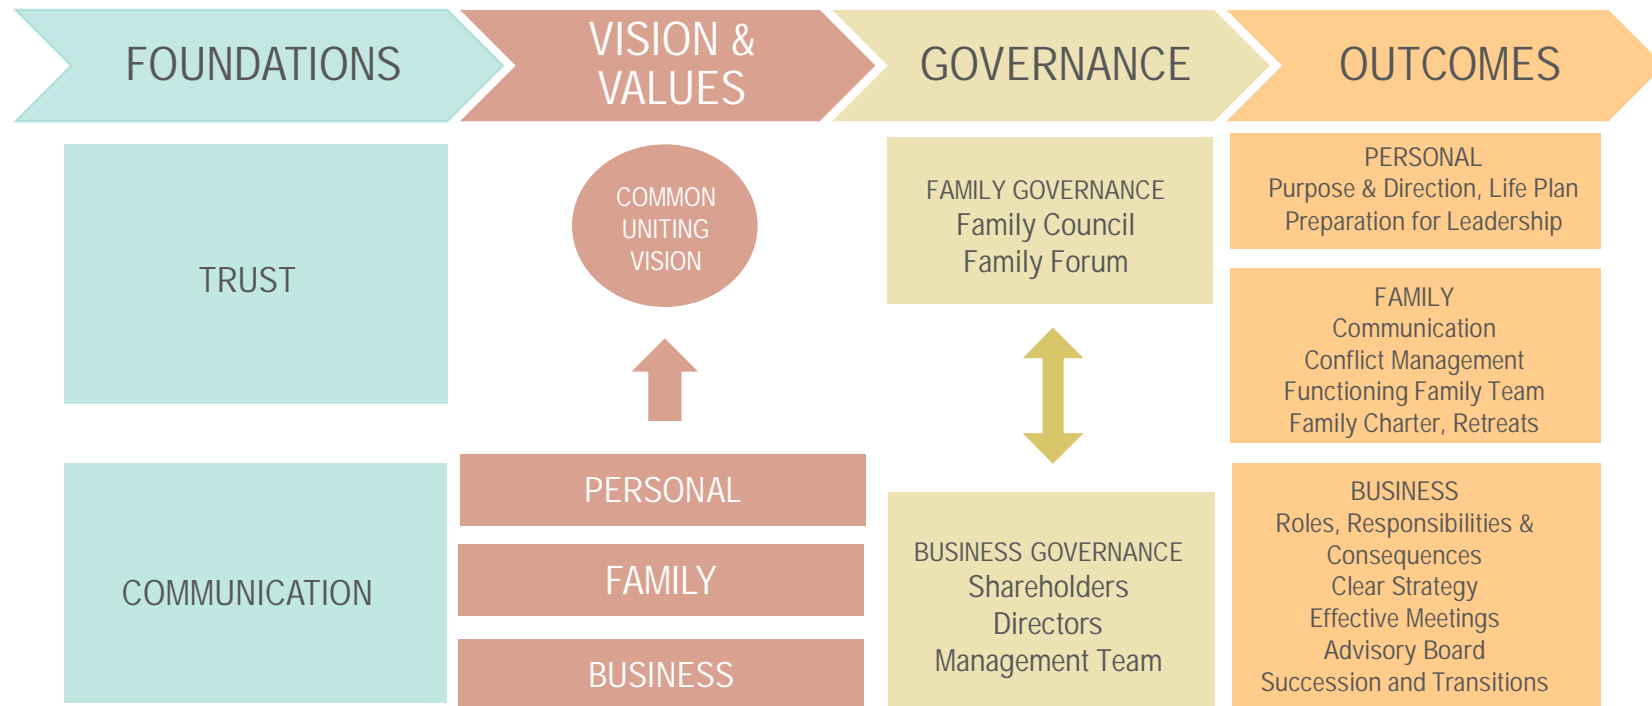 FOUNDATIONS
VISION &
VALUES
GOVERNANCE
OUTCOMES
TRUST
COMMUNICATION
COMMON
UNITING
VISION
PERSONAL
FAMILY
BUSINESS
FAMILY GOVERNANCE
Family Council
Family Forum
BUSINESS GOVERNANCE
Shareholders
Directors
Management Team
PERSONAL
Purpose & Direction, Life Plan
Preparation for Leadership
FAMILY
Communication
Conflict Management
Functioning Family Team
Family Charter, Retreats
BUSINESS
Roles, Responsibilities &
Consequences
Clear Strategy
Effective Meetings
Advisory Board
Succession and Transitions